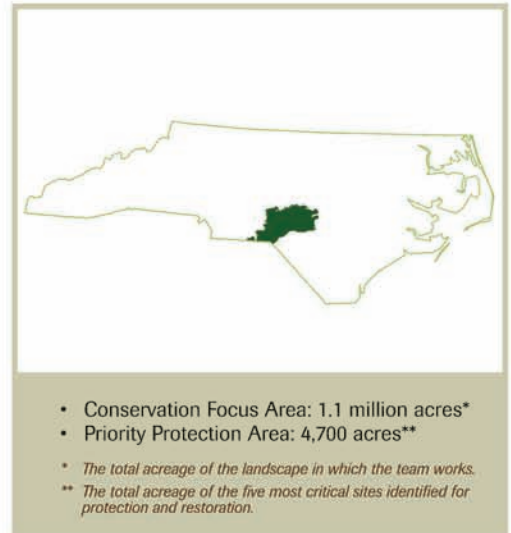 • Conservation Focus Area: 1.1 million acres*
• Priority Protection Area: 4,700 acres**
* The total acreage of the landscape in which the team works.
** The total acreage of the five most critical sites identified for
protection and restoration.